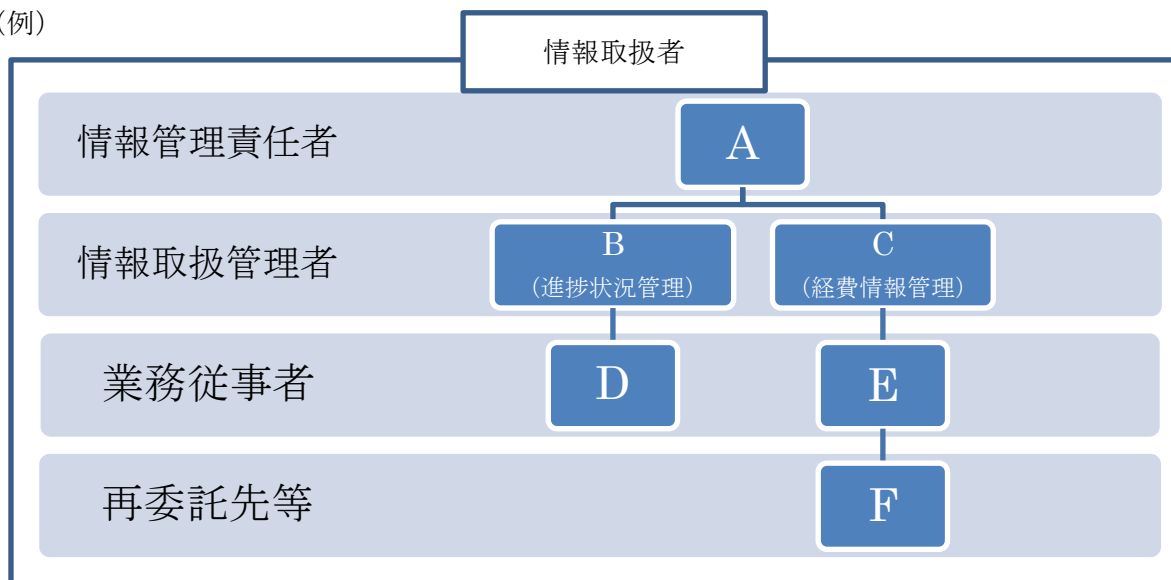 (例)
情報取扱者
情報管理責任者
A
情報取扱管理者
B
(進捗状況管理)
C
(経費情報管理)
業務従事者
D
E
再委託先等
F